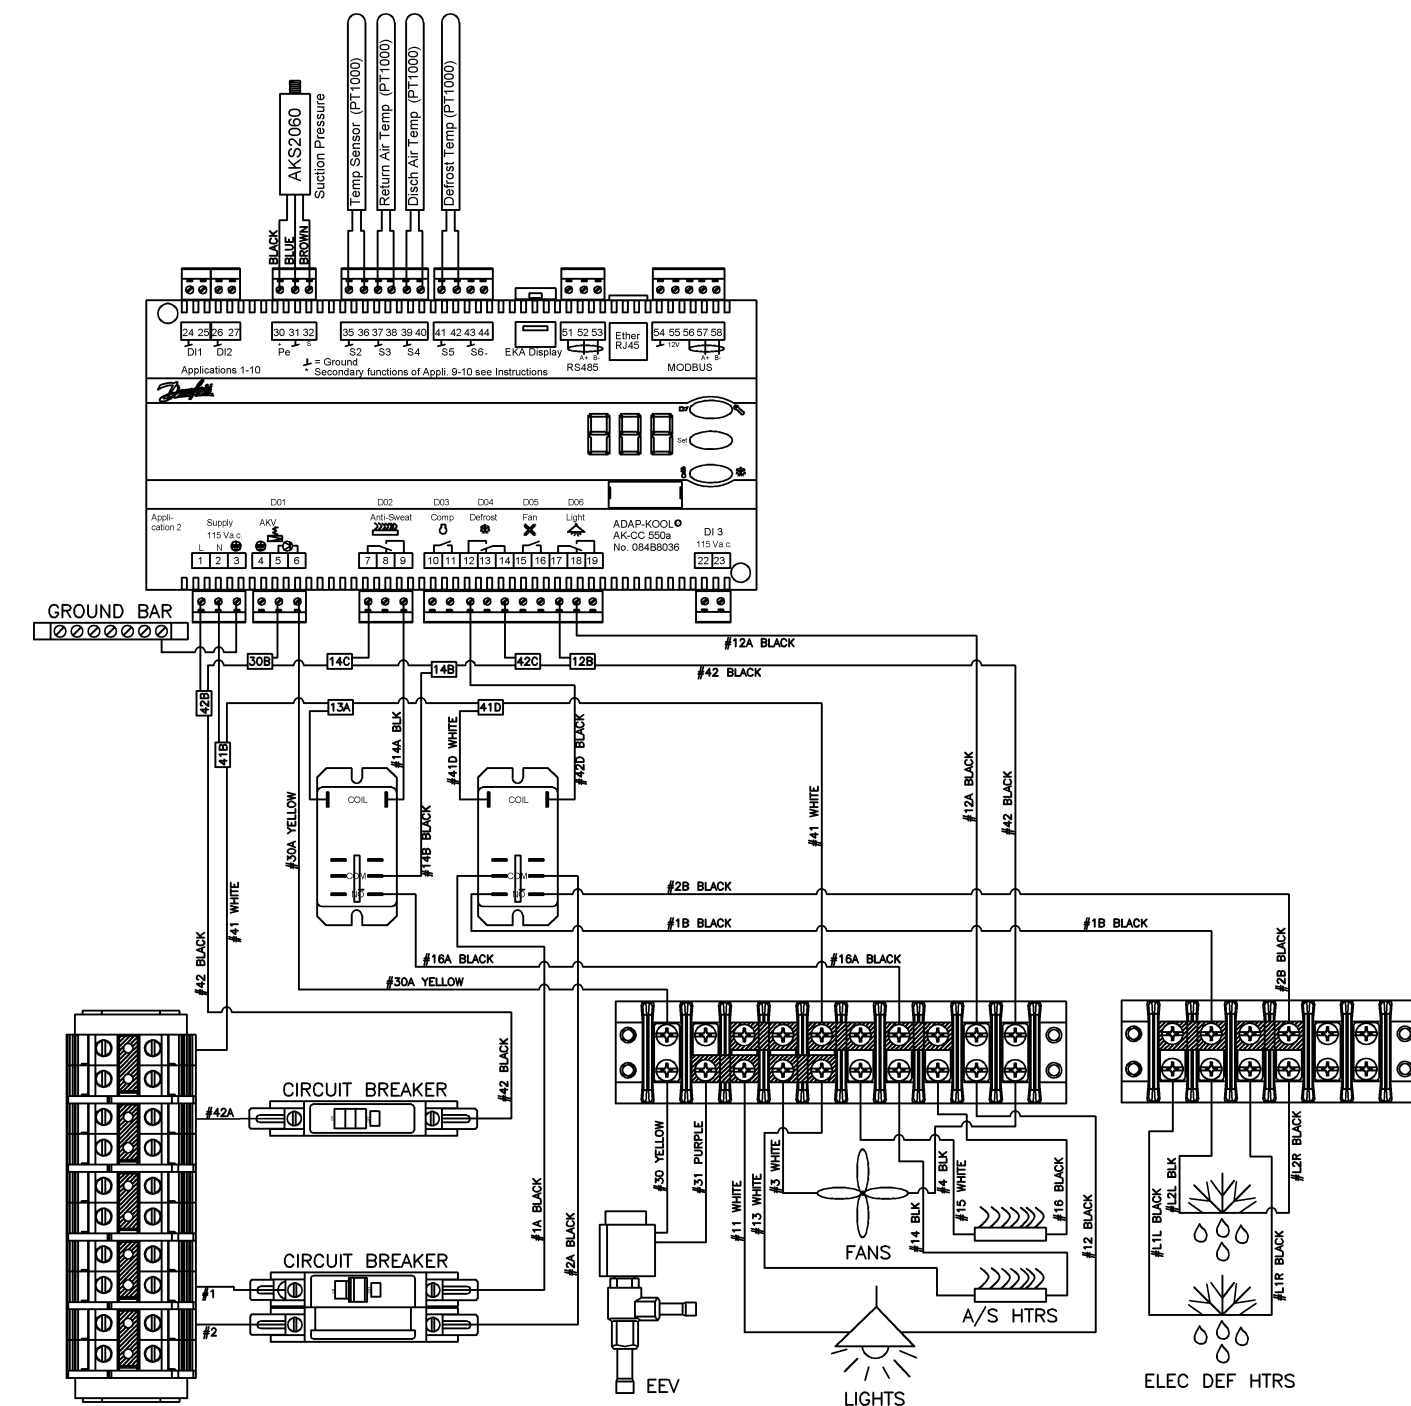 AKS2060
Suction Pressure
Temp Sensor (PT1000)
Return Air Temp (PT1000)
Disch Air Temp (PT1000)
Defrost Temp (PT1000)
BLACK
BLUE
BROWN
24 25 26 27
30 31 32
35 36 37 38 39 40
41 42 43 44
51 52 53
54 55 56 57 58
DI1 DI2
+ S
Pe
S2 S3 S4
S5 S6
EKA Display
A+ B-
RS485
Ether
RJ45
12V
A+ B-
MODBUS
= Ground
* Secondary functions of Appli. 9-10 see Instructions
Applications 1-10
Danfoss
Set
D01 D02 D03 D04 D05 D06
Appli-
cation 2
Supply
115 Va.c.
L N
AKV
Anti-Sweat
Comp
Defrost
Fan
Light
ADAP-KOOL®
AK-CC 550a
No. 084B8036
DI 3
115 Va.c.
1 2 3
4 5 6
7 8 9
10 11 12 13 14 15 16 17 18 19
22 23
GROUND BAR
30B
14C
14B
42C
12B
#12A BLACK
#42 BLACK
42B
41B
13A
41D
#14A BLK
#41D WHITE
#42D BLACK
COIL
COIL
#30A YELLOW
#14B BLACK
#41 WHITE
#12A BLACK
#42 BLACK
COM
NO
COM
NO
#2B BLACK
#1B BLACK
#1B BLACK
#41 WHITE
#42 BLACK
#16A BLACK
#16A BLACK
#2B BLACK
#30A YELLOW
CIRCUIT BREAKER
#42 BLACK
#42A
#30 YELLOW
#31 PURPLE
#11 WHITE
#13 WHITE
#3 WHITE
#4 BLK
#14 BLK
#15 WHITE
#16 BLACK
#12 BLACK
#L1L BLACK
#L2L BLK
#L2R BLACK
#L1R BLACK
#1A BLACK
#2A BLACK
FANS
CIRCUIT BREAKER
#1
#2
A/S HTRS
EEV
LIGHTS
ELEC DEF HTRS